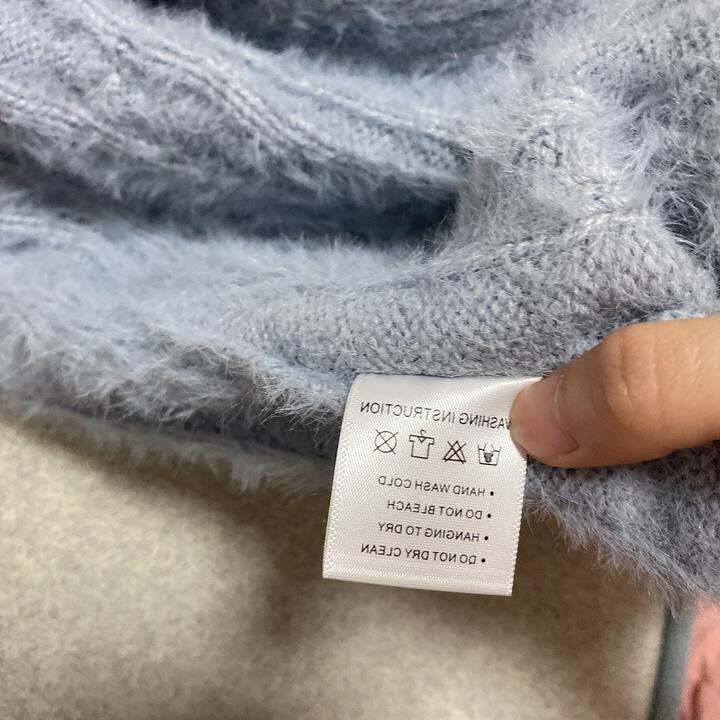 WASHING INSTRUCTION
• HAND WASH COLD
• DO NOT BLEACH
• HANGING TO DRY
• DO NOT DRY CLEAN